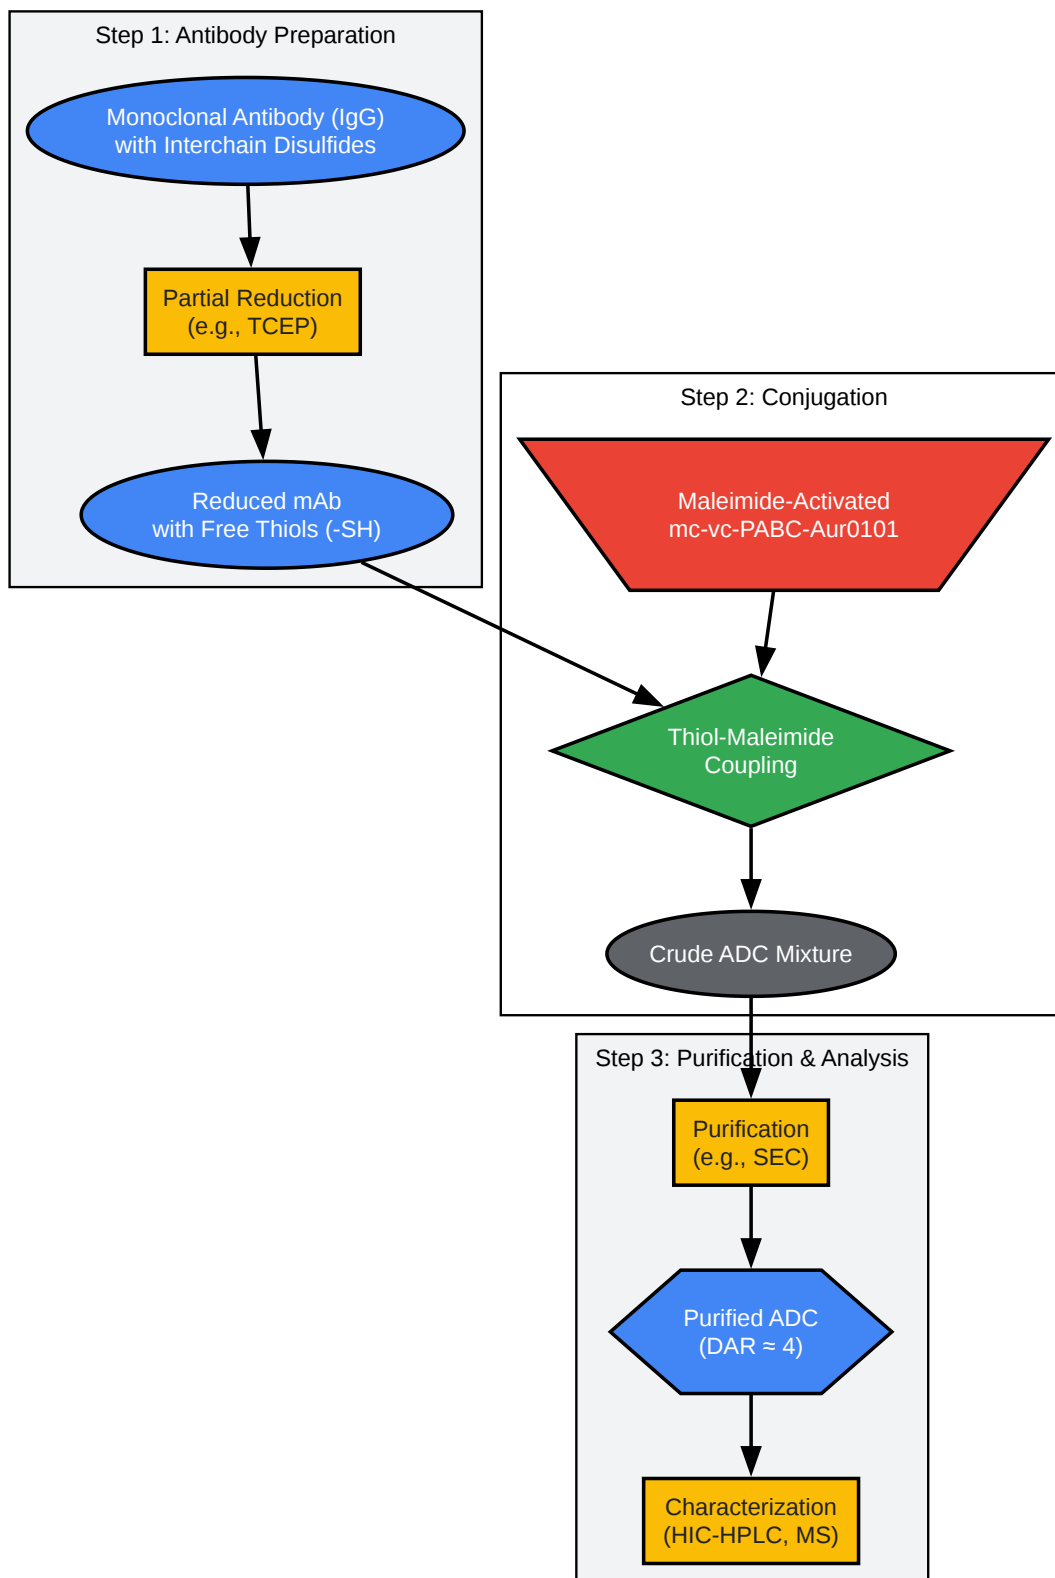 Step 1: Antibody Preparation
Monoclonal Antibody (IgG)
with Interchain Disulfides
Partial Reduction
(e.g., TCEP)
Reduced mAb
with Free Thiols (-SH)
Step 2: Conjugation
Maleimide-Activated
mc-vc-PABC-Aur0101
Thiol-Maleimide
Coupling
Crude ADC Mixture
Step 3: Purification & Analysis
Purification
(e.g., SEC)
Purified ADC
(DAR ≈ 4)
Characterization
(HIC-HPLC, MS)